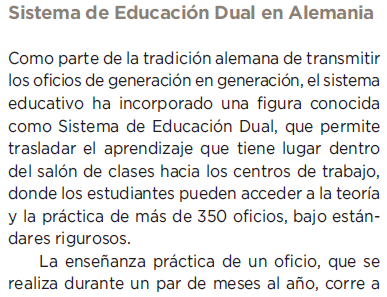 Sistema de Educación Dual en Alemania
Como parte de la tradición alemana de transmitir
los oficios de generación en generación, el sistema
educativo ha incorporado una figura conocida
como Sistema de Educación Dual, que permite
trasladar el aprendizaje que tiene lugar dentro
del salón de clases hacia los centros de trabajo,
donde los estudiantes pueden acceder a la teoría
y la práctica de más de 350 oficios, bajo están-
dares rigurosos.
La enseñanza práctica de un oficio, que se
realiza durante un par de meses al año, corre a